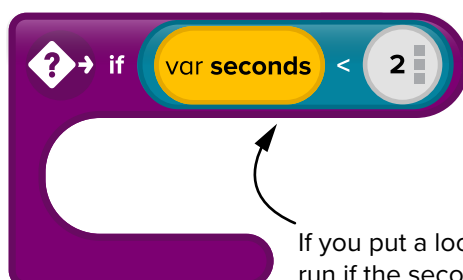 ? if var seconds < 2
If you put a loo
run if the seco